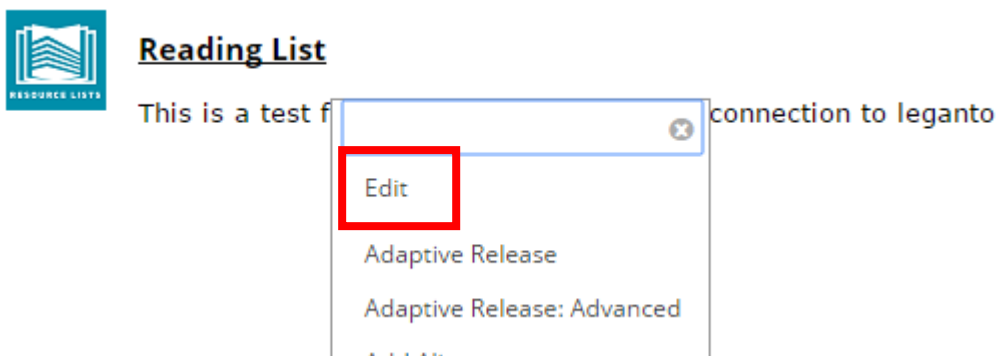 Reading List
RESOURCE LISTS
This is a test f
connection to leganto
Edit
Adaptive Release
Adaptive Release: Advanced